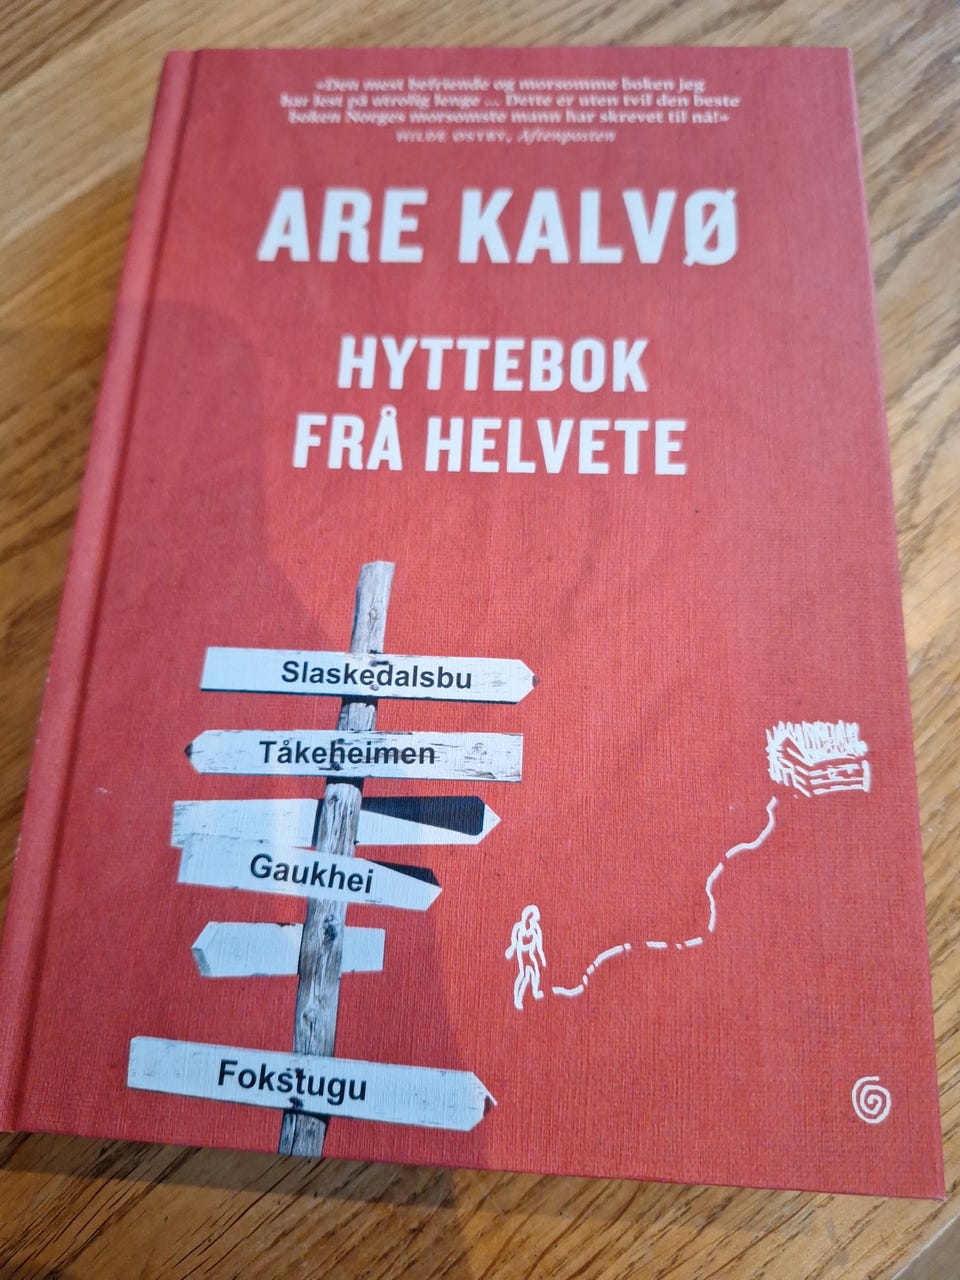 «Den mest befriende og morsomme boken jeg
har lest på utrolig lenge ... Dette er uten tvil den beste
boken Norges morsomste mann har skrevet til nå!»
HILDE ØSTBY, Aftenposten
ARE KALVØ
HYTTEBOK
FRÅ HELVETE
Slaskedalsbu
Tåkeheimen
Gaukhei
Fokstugu